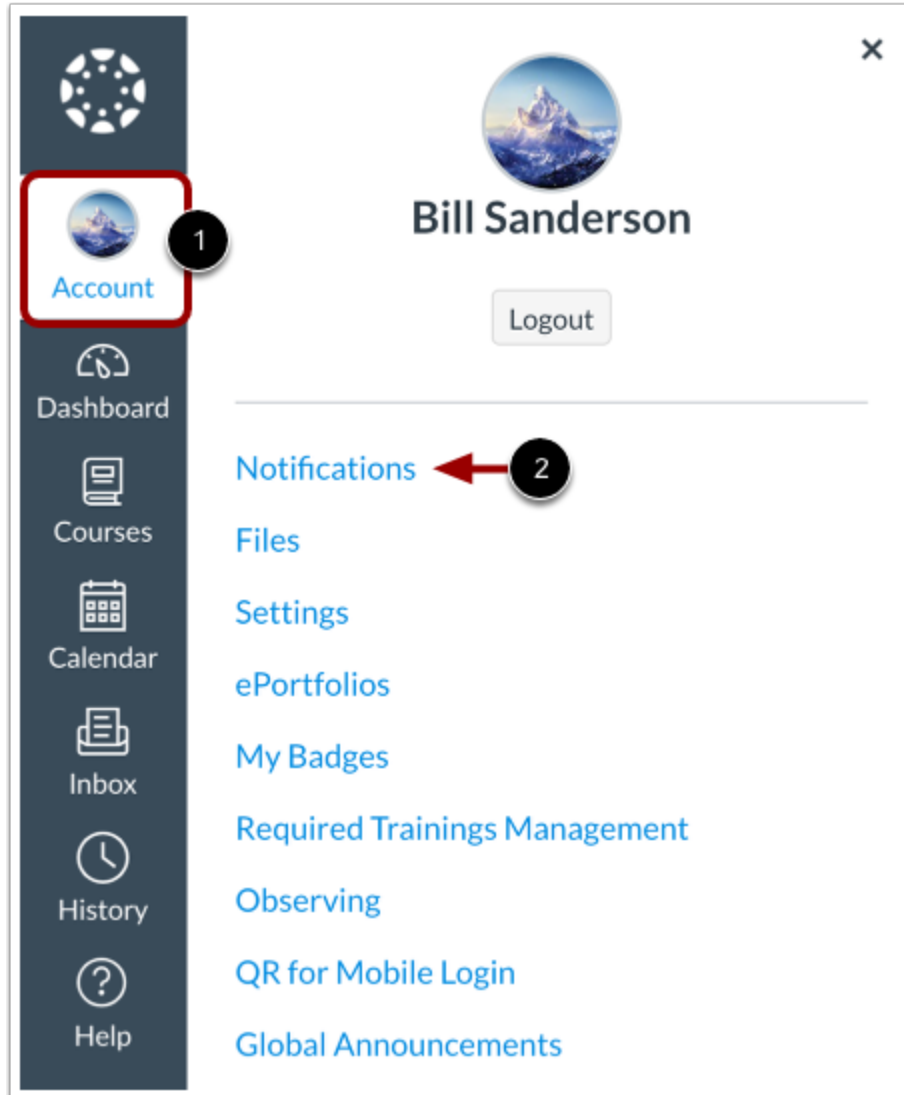 Account
1
Dashboard
Courses
Calendar
Inbox
History
Help
Bill Sanderson
Logout
Notifications 2
Files
Settings
ePortfolios
My Badges
Required Trainings Management
Observing
QR for Mobile Login
Global Announcements